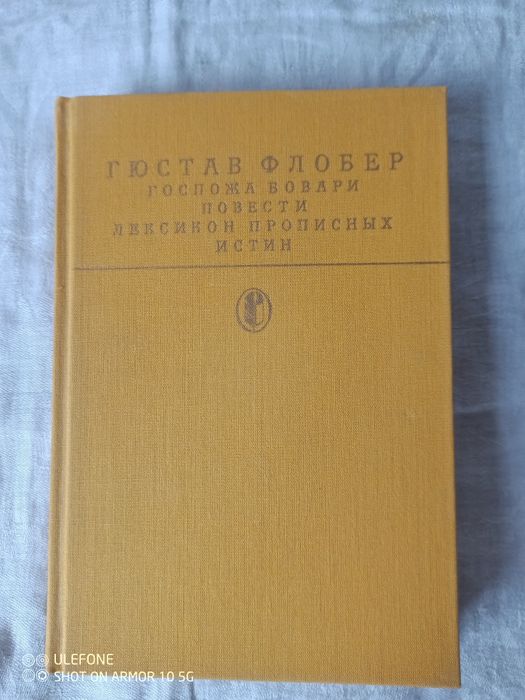 ГЮСТАВ ФЛОБЕР
ГОСПОЖА БОВАРИ
ПОВЕСТИ
ЛЕКСИКОН ПРОПИСНЫХ
ИСТИН
ULEFONE
SHOT ON ARMOR 10 5G